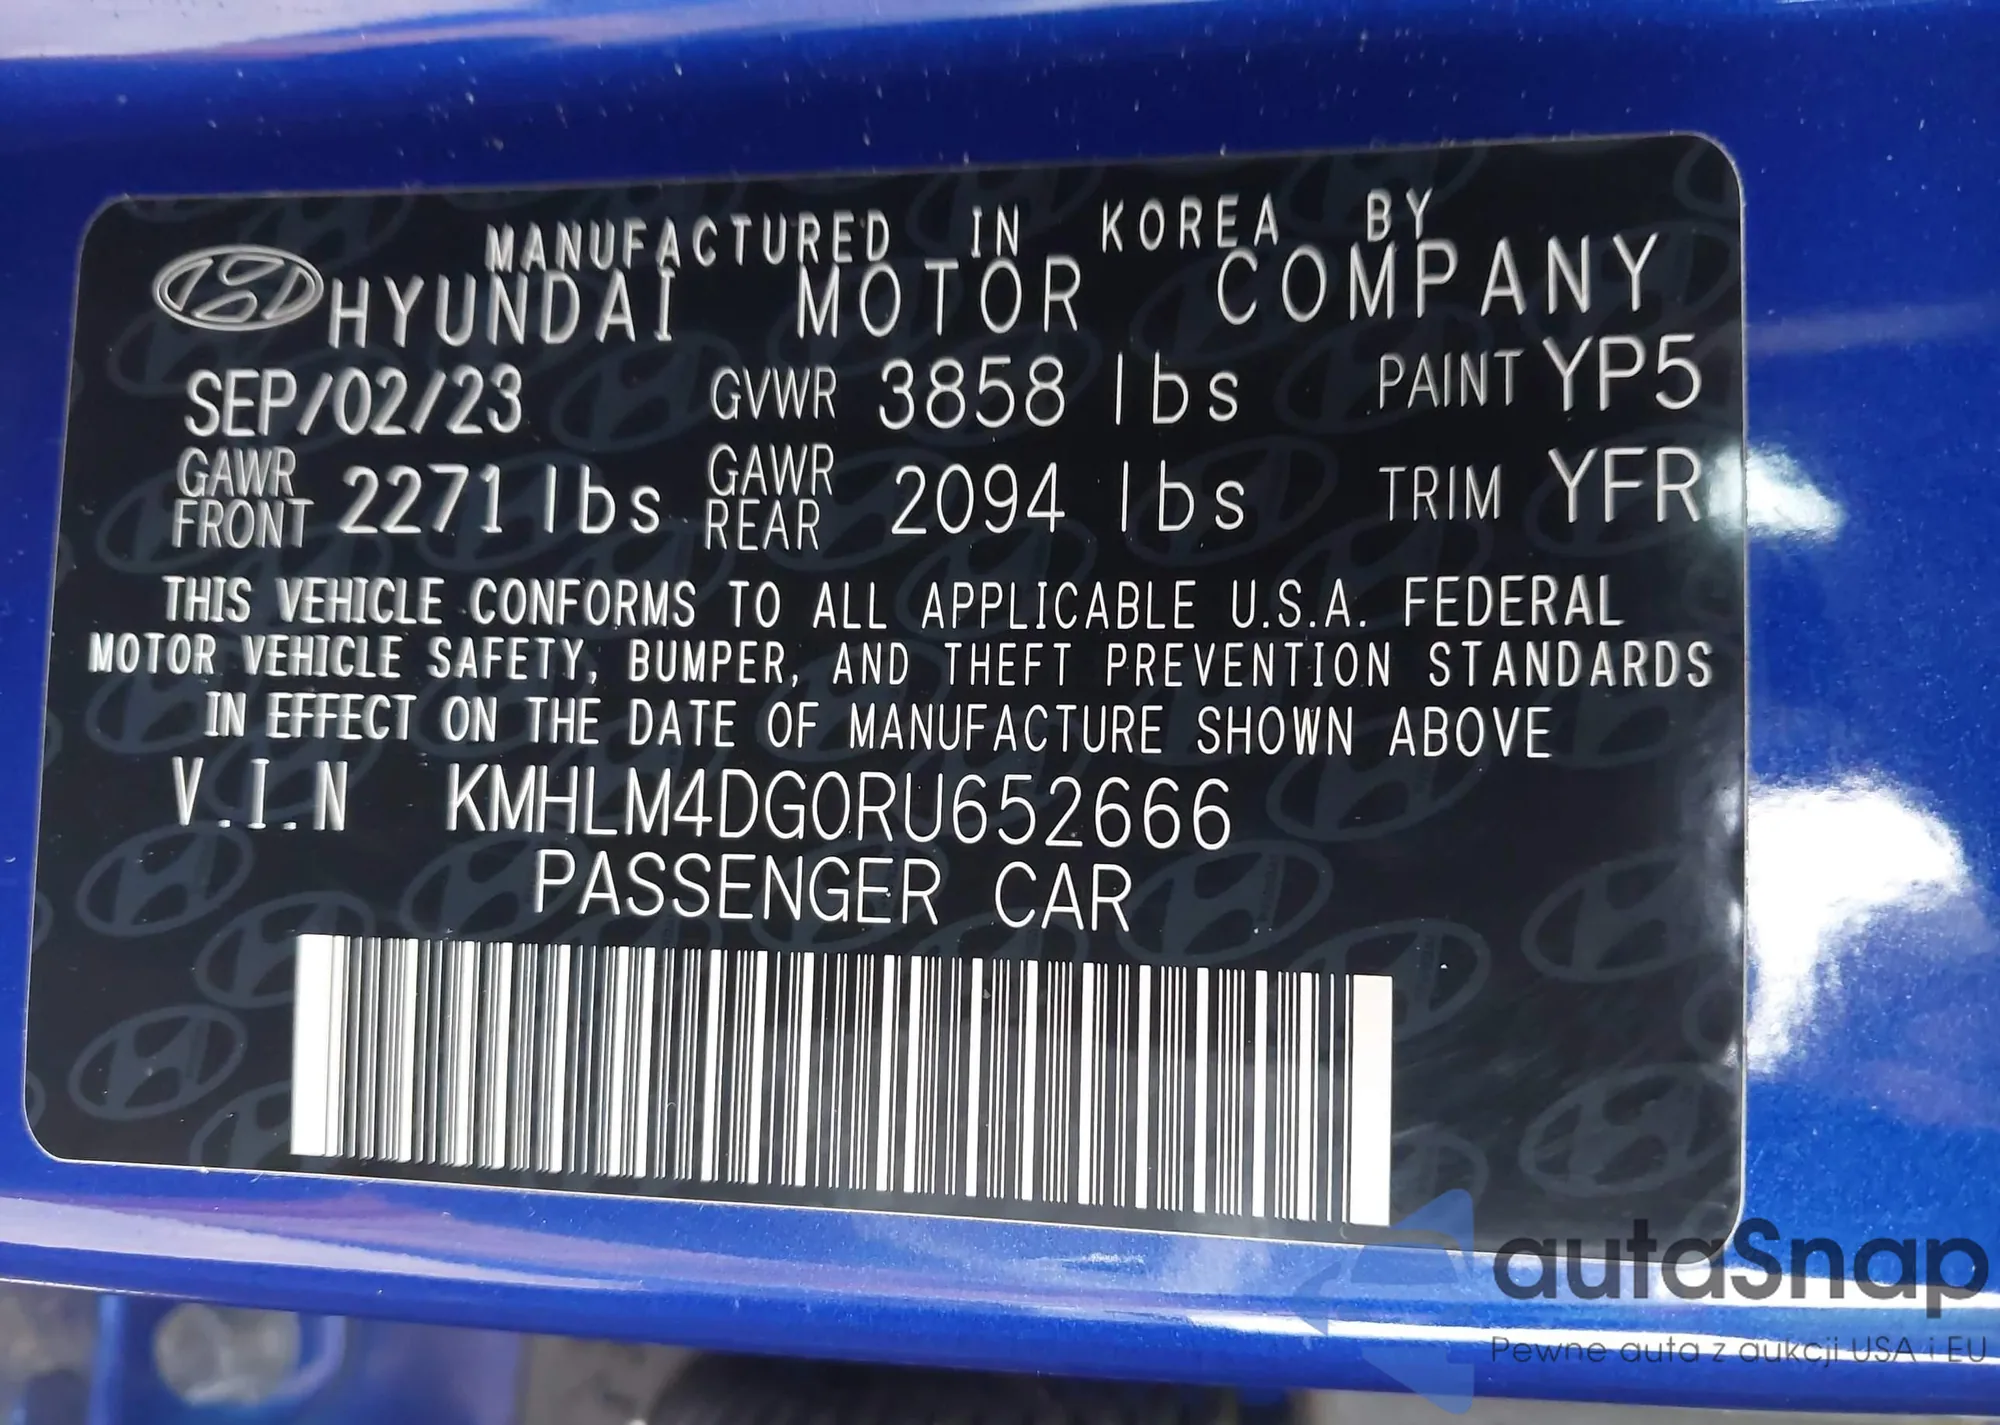 MANUFACTURED IN KOREA BY
HYUNDAI MOTOR COMPANY
SEP/02/23 GVWR 3858 lbs PAINT YP5
GAWR FRONT 2271 lbs GAWR REAR 2094 lbs TRIM YFR
THIS VEHICLE CONFORMS TO ALL APPLICABLE U.S.A. FEDERAL
MOTOR VEHICLE SAFETY, BUMPER, AND THEFT PREVENTION STANDARDS
IN EFFECT ON THE DATE OF MANUFACTURE SHOWN ABOVE
V.I.N KMHLM4DG0RU652666
PASSENGER CAR
autaSnap
Pewne auta z aukcji USA i EU